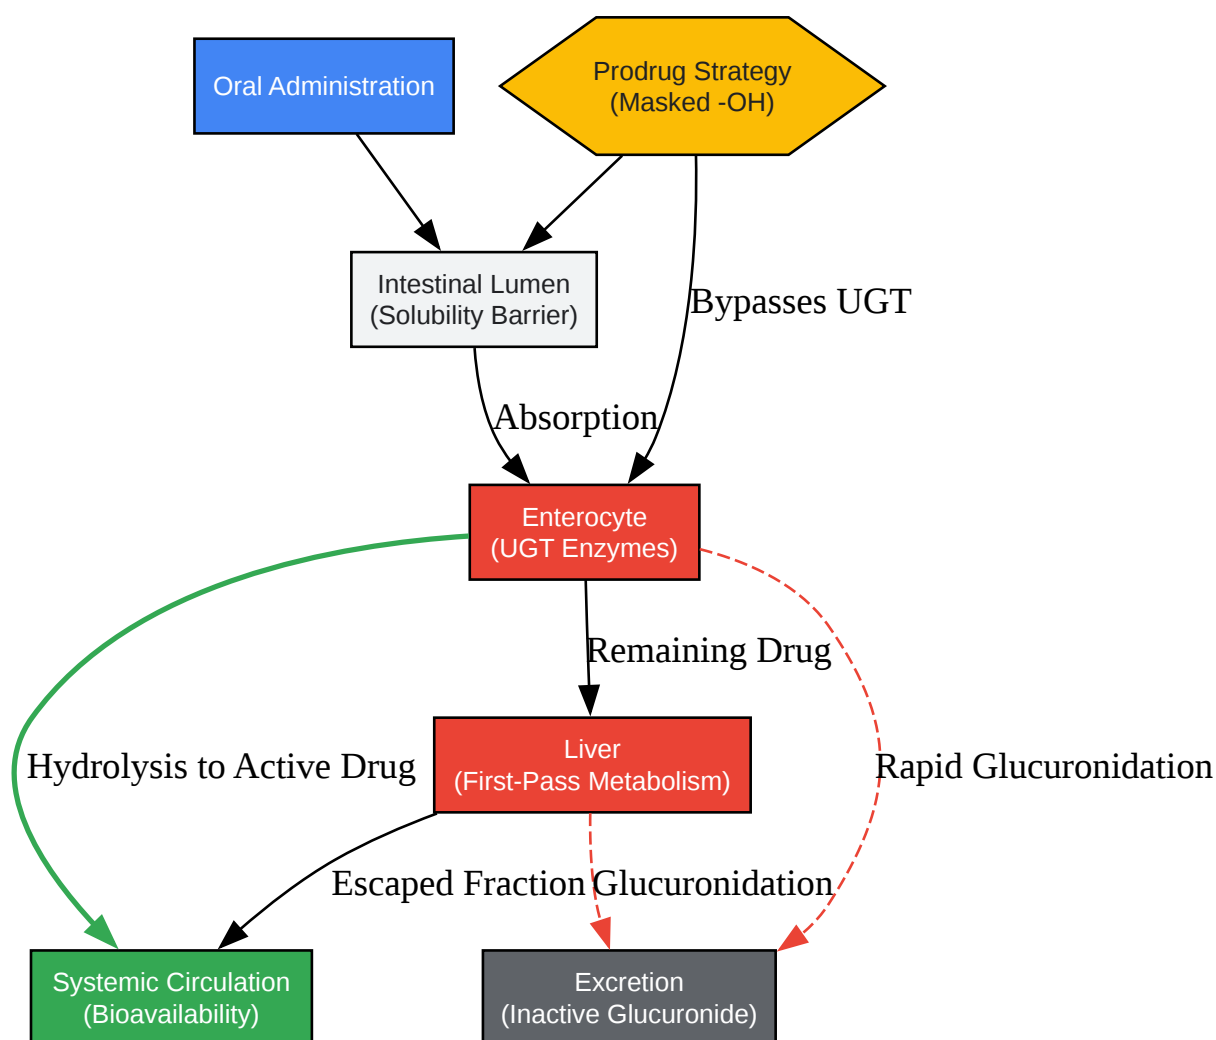 Oral Administration
Prodrug Strategy
(Masked -OH)
Intestinal Lumen
(Solubility Barrier)
Bypasses UGT
Absorption
Enterocyte
(UGT Enzymes)
Remaining Drug
Hydrolysis to Active Drug
Liver
(First-Pass Metabolism)
Rapid Glucuronidation
Escaped Fraction
Glucuronidation
Systemic Circulation
(Bioavailability)
Excretion
(Inactive Glucuronide)